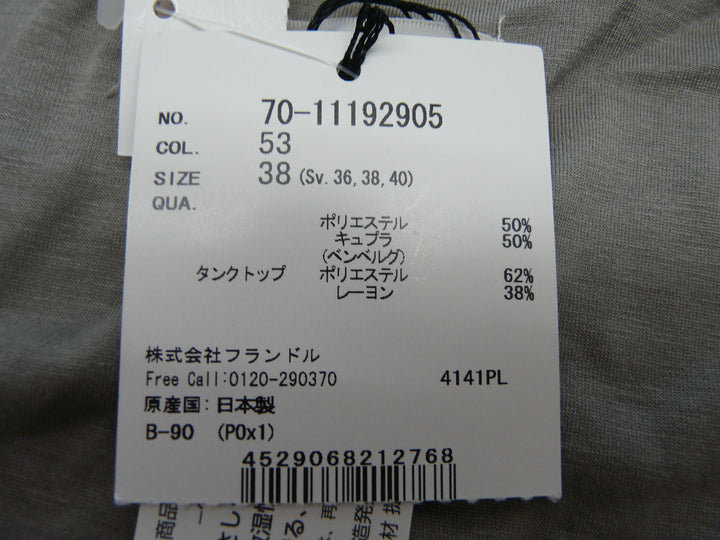 NO. 70-11192905
COL. 53
SIZE 38 (Sv. 36, 38, 40)
QUA.
ポリエステル 50%
キュプラ 50%
(ベンベルグ)
タンクトップ ポリエステル 62%
レーヨン 38%
株式会社フランドル
Free Call:0120-290370 4141PL
原産国: 日本製
B-90 (P0x1)
4529068212768
商品